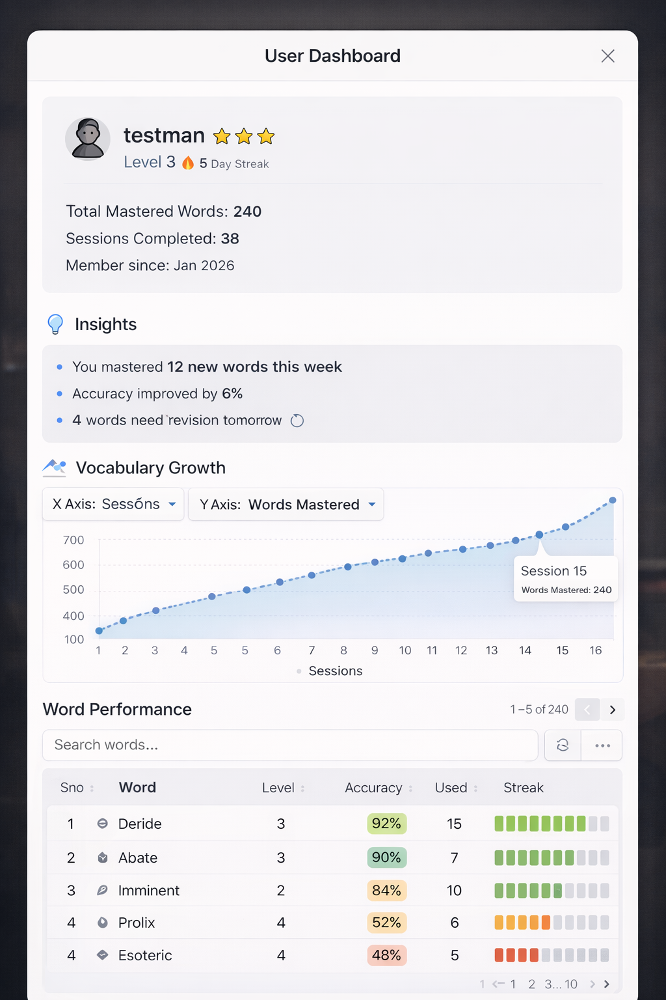 User Dashboard
testman
Level 3 5 Day Streak
Total Mastered Words: 240
Sessions Completed: 38
Member since: Jan 2026
Insights
You mastered 12 new words this week
Accuracy improved by 6%
4 words need revision tomorrow
Vocabulary Growth
X Axis: Sessőns
Y Axis: Words Mastered
700
600
500
400
100
Session 15
Words Mastered: 240
1 2 3 4 5 5 6 7 8 9 10 11 12 13 14 15 16
Sessions
Word Performance
1–5 of 240
Search words...
Sno Word Level Accuracy Used Streak
1 Deride 3 92% 15
2 Abate 3 90% 7
3 Imminent 2 84% 10
4 Prolix 4 52% 6
4 Esoteric 4 48% 5
1 1 2 3... 10